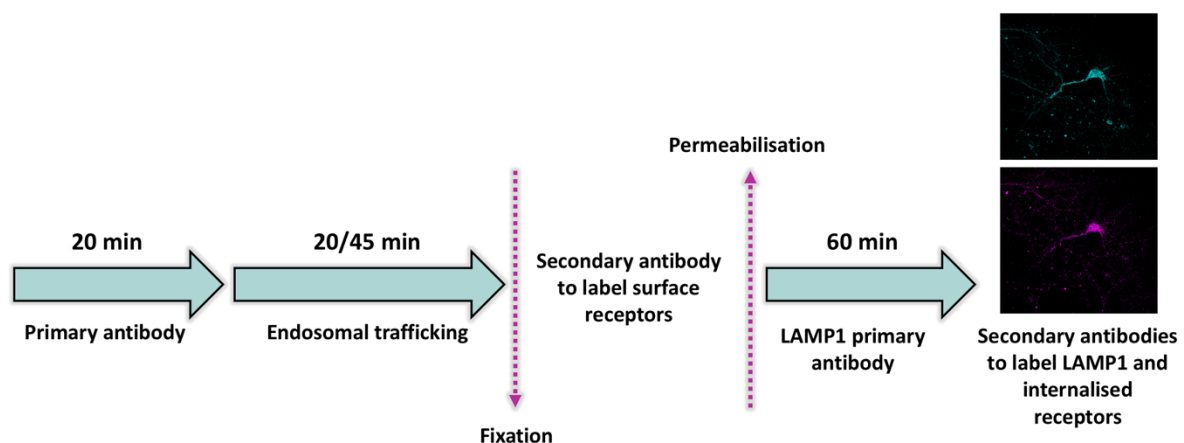 20 min
Primary antibody
20/45 min
Endosomal trafficking
Fixation
Secondary antibody
to label surface
receptors
Permeabilisation
60 min
LAMP1 primary
antibody
Secondary antibodies
to label LAMP1 and
internalised
receptors